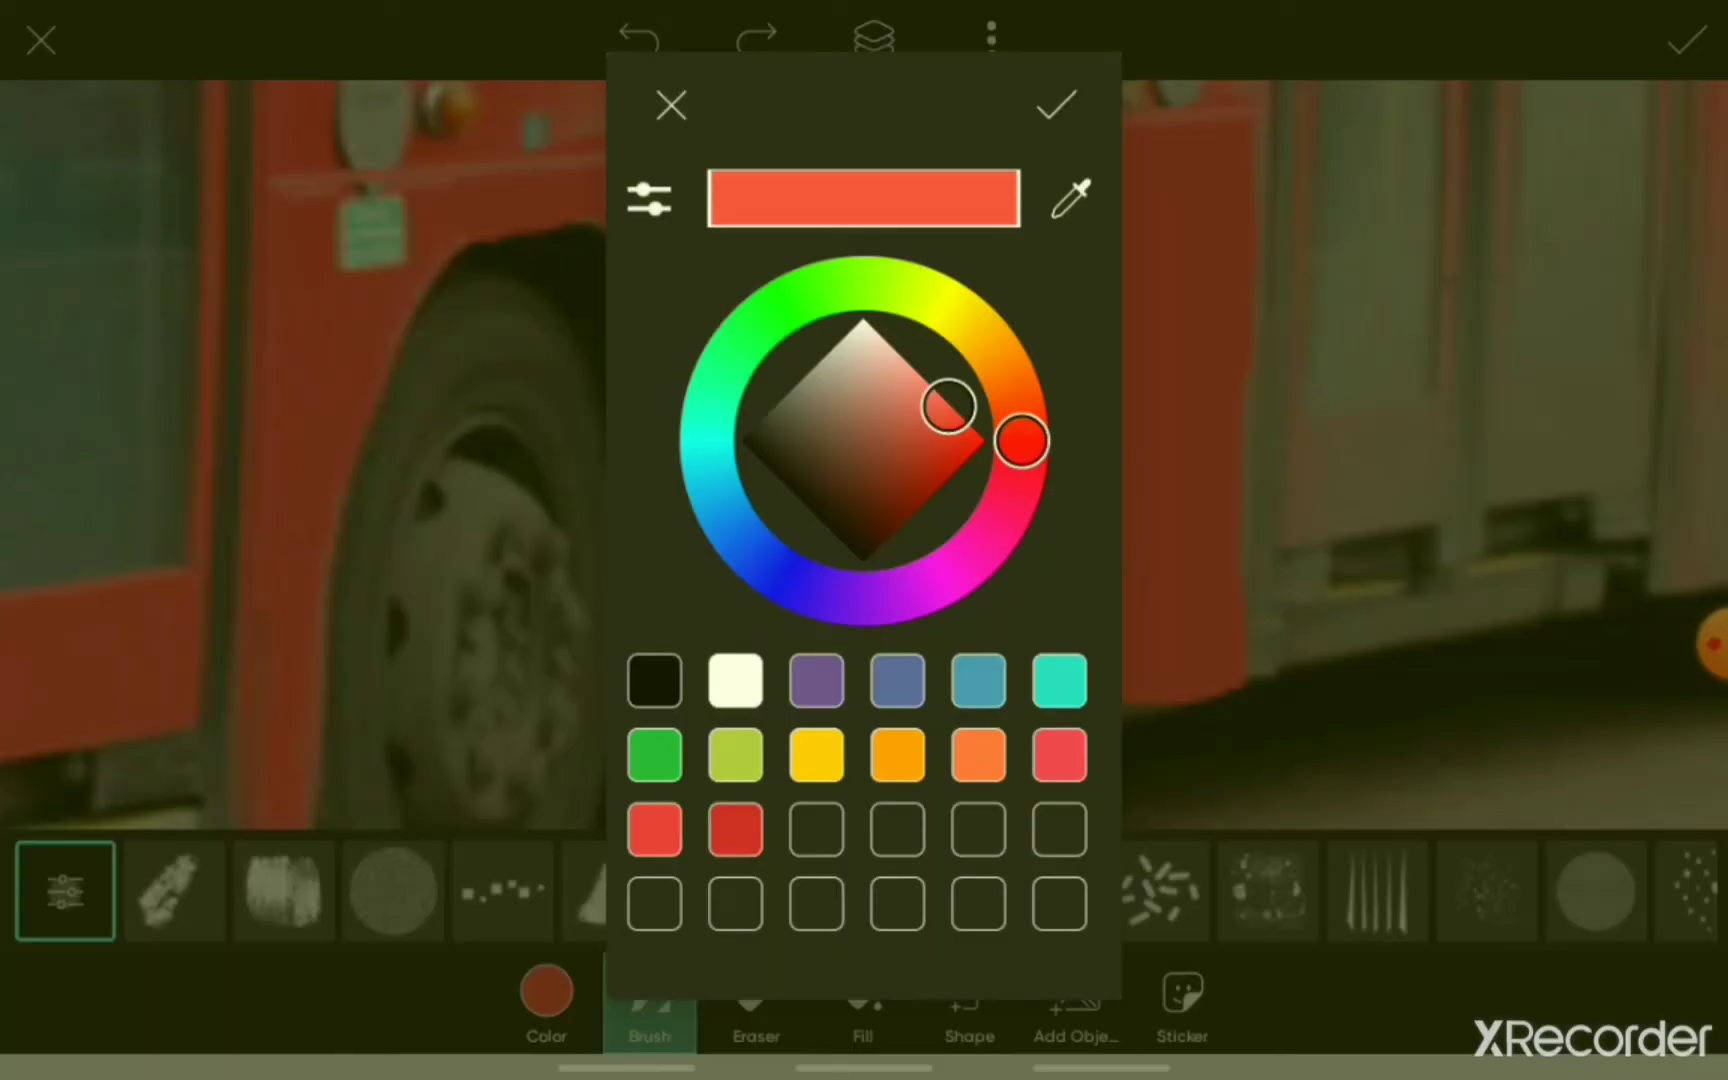 Color
Brush
Eraser
Fill
Shape
Add Obje...
Sticker
XRecorder